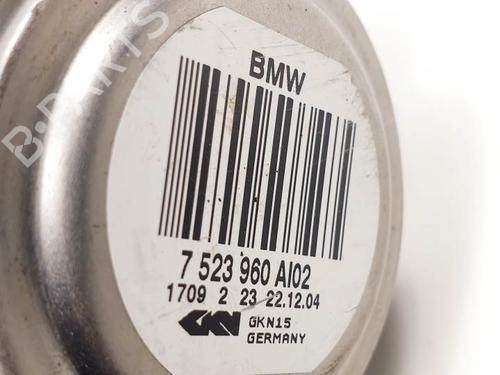 B-PARTS
BMW
7 523 960 AI02
1709 2 23 22.12.04
GKN GKN15
GERMANY